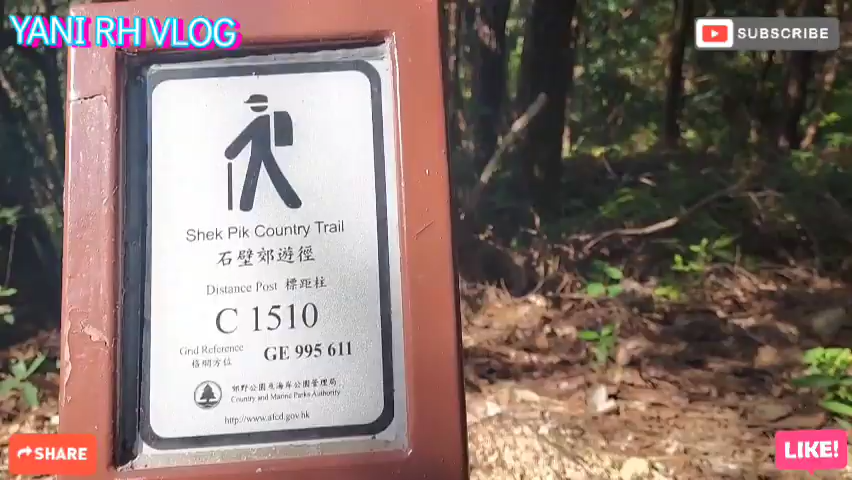 YANI RH VLOG
SUBSCRIBE
Shek Pik Country Trail
石壁郊遊徑
Distance Post 標距柱
C 1510
Grid Reference
格網方位
GE 995 611
郊野公園及海岸公園管理局
Country and Marine Parks Authority
http://www.afcd.gov.hk
SHARE
LIKE!